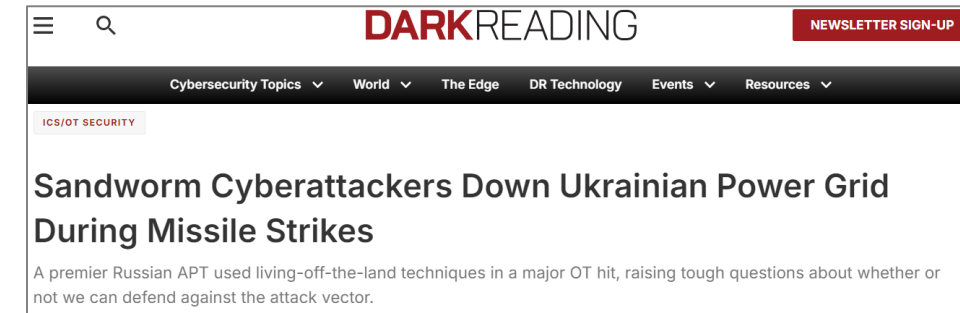 DARKREADING
NEWSLETTER SIGN-UP
Cybersecurity Topics World The Edge DR Technology Events Resources
ICS/OT SECURITY
Sandworm Cyberattackers Down Ukrainian Power Grid
During Missile Strikes
A premier Russian APT used living-off-the-land techniques in a major OT hit, raising tough questions about whether or
not we can defend against the attack vector.